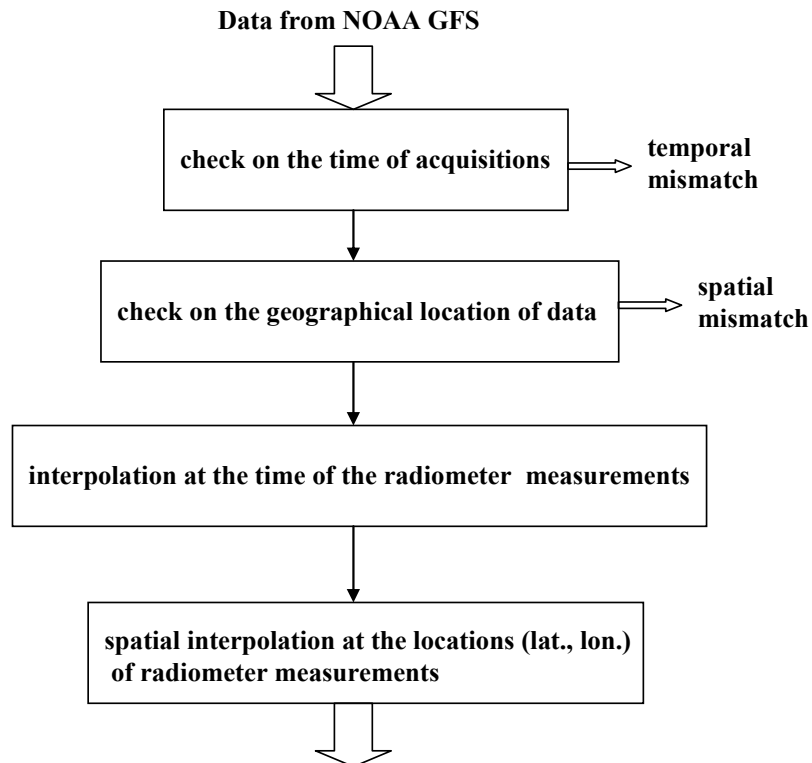 Data from NOAA GFS
check on the time of acquisitions
temporal
mismatch
check on the geographical location of data
spatial
mismatch
interpolation at the time of the radiometer measurements
spatial interpolation at the locations (lat., lon.)
of radiometer measurements